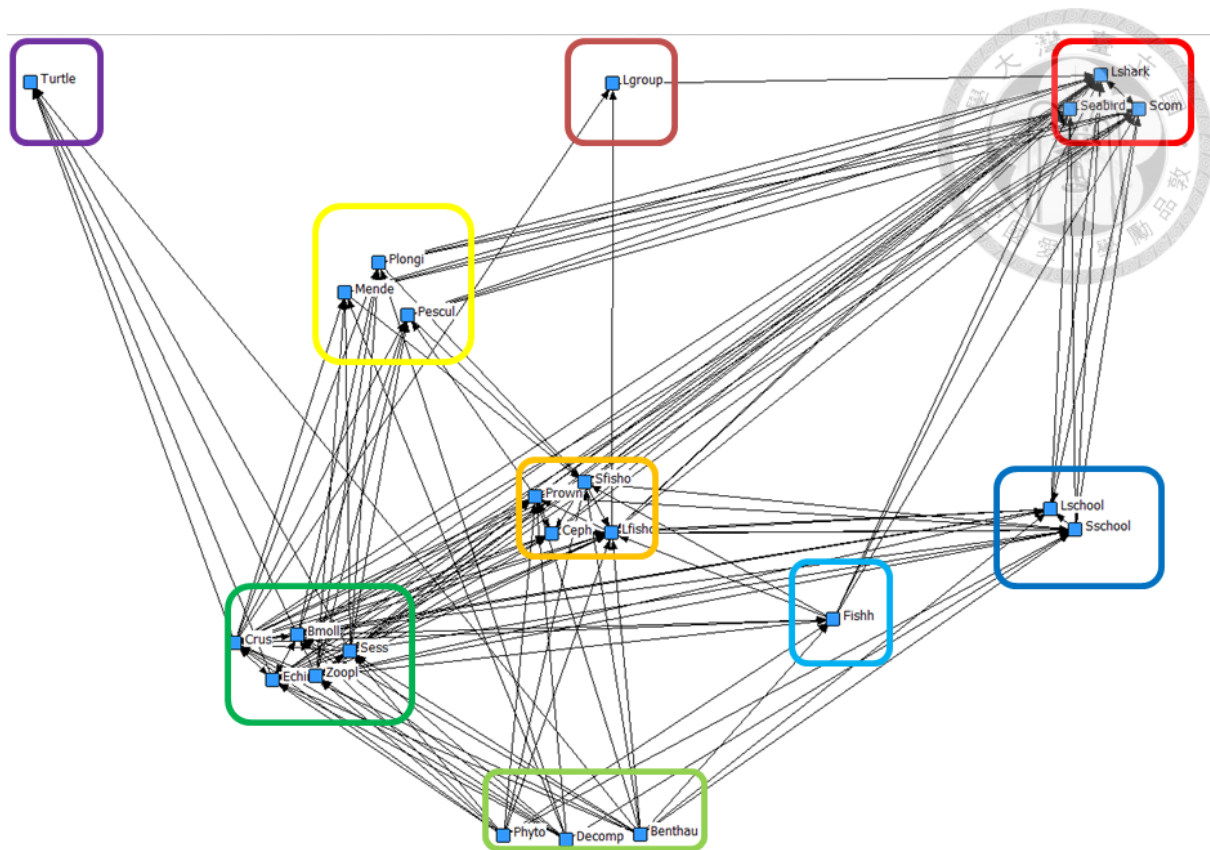 Turtle
Lgroup
Lshark
Seabird
Scom
Plongi
Mende
Pescul
Sfisho
Prown
Ceph
Lfisho
Lschool
Sschool
Fishh
Crus
Bmoll
Sess
Echi
Zoopl
Phyto
Decomp
Benthau